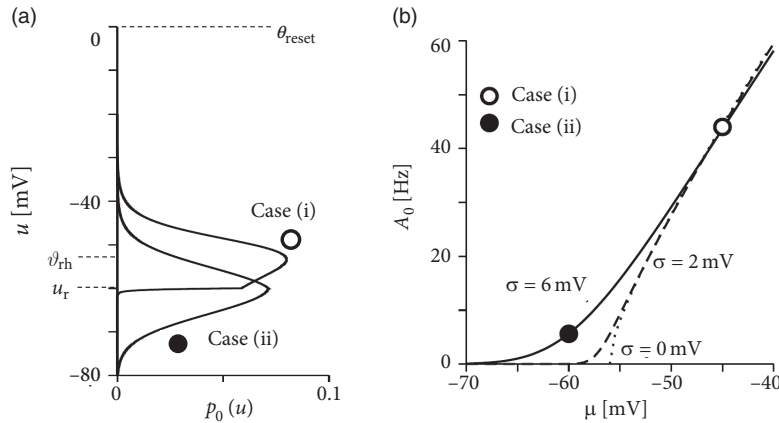 (a)
0
θreset
−40
u [mV]
Case (i)
ϑrh
ur
Case (ii)
−80
0
0.1
p0 (u)
(b)
60
Case (i)
Case (ii)
40
A0 [Hz]
20
σ = 6 mV
σ = 2 mV
σ = 0 mV
0
−70
−60
−50
−40
μ [mV]